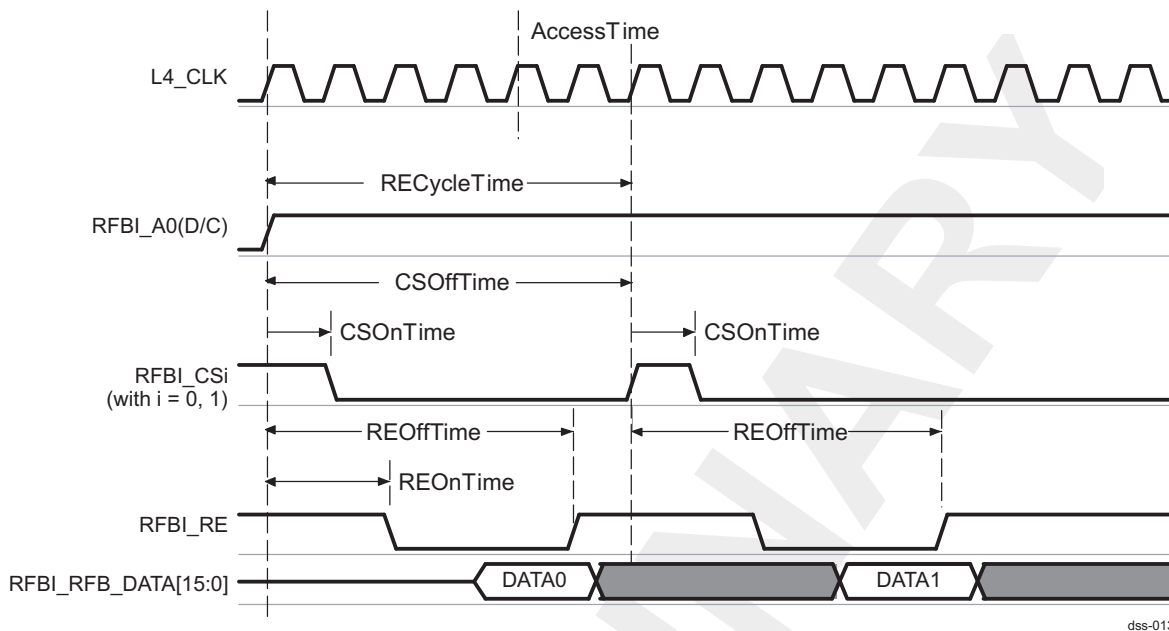 AccessTime
L4_CLK
RECycleTime
RFBI_A0(D/C)
CSOffTime
CSOnTime
CSOnTime
RFBI_CSi
(with i = 0, 1)
REOffTime
REOffTime
REOnTime
RFBI_RE
RFBI_RFB_DATA[15:0]
DATA0
DATA1